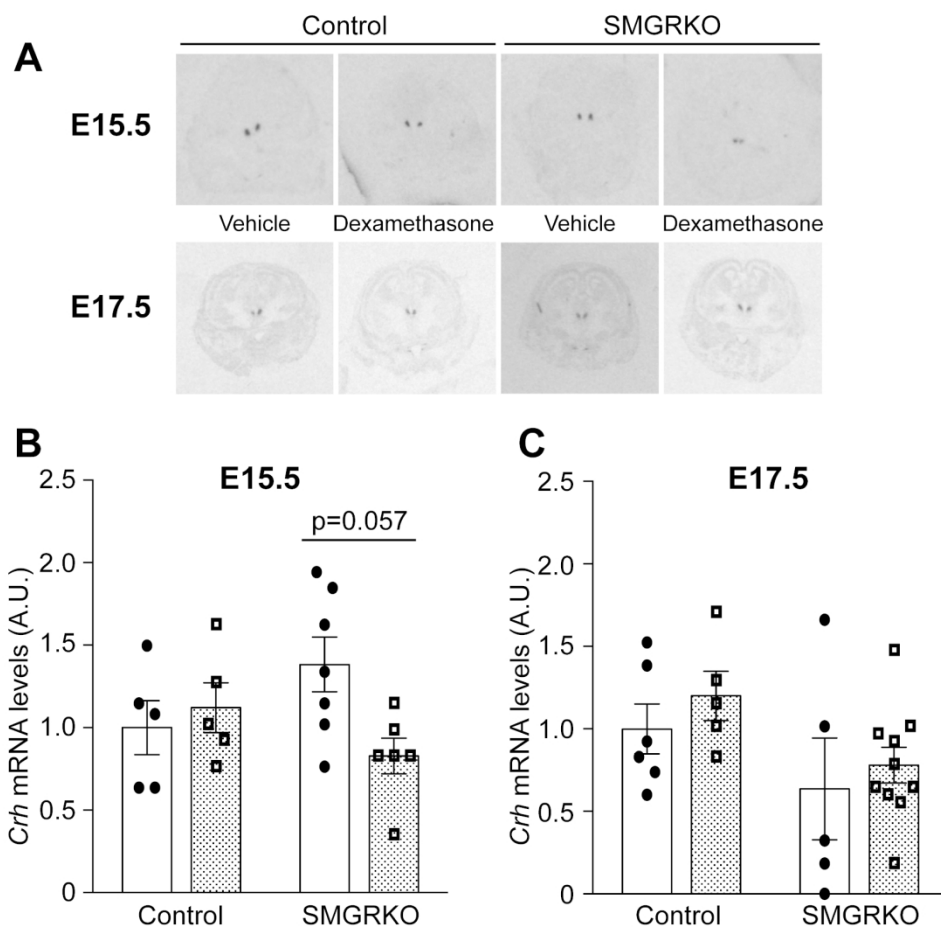 Control SMGRKO
A
E15.5
Vehicle Dexamethasone Vehicle Dexamethasone
E17.5
B
E15.5
Crh mRNA levels (A.U.)
2.5
2.0
1.5
1.0
0.5
0
p=0.057
Control SMGRKO
C
E17.5
Crh mRNA levels (A.U.)
2.5
2.0
1.5
1.0
0.5
0
Control SMGRKO